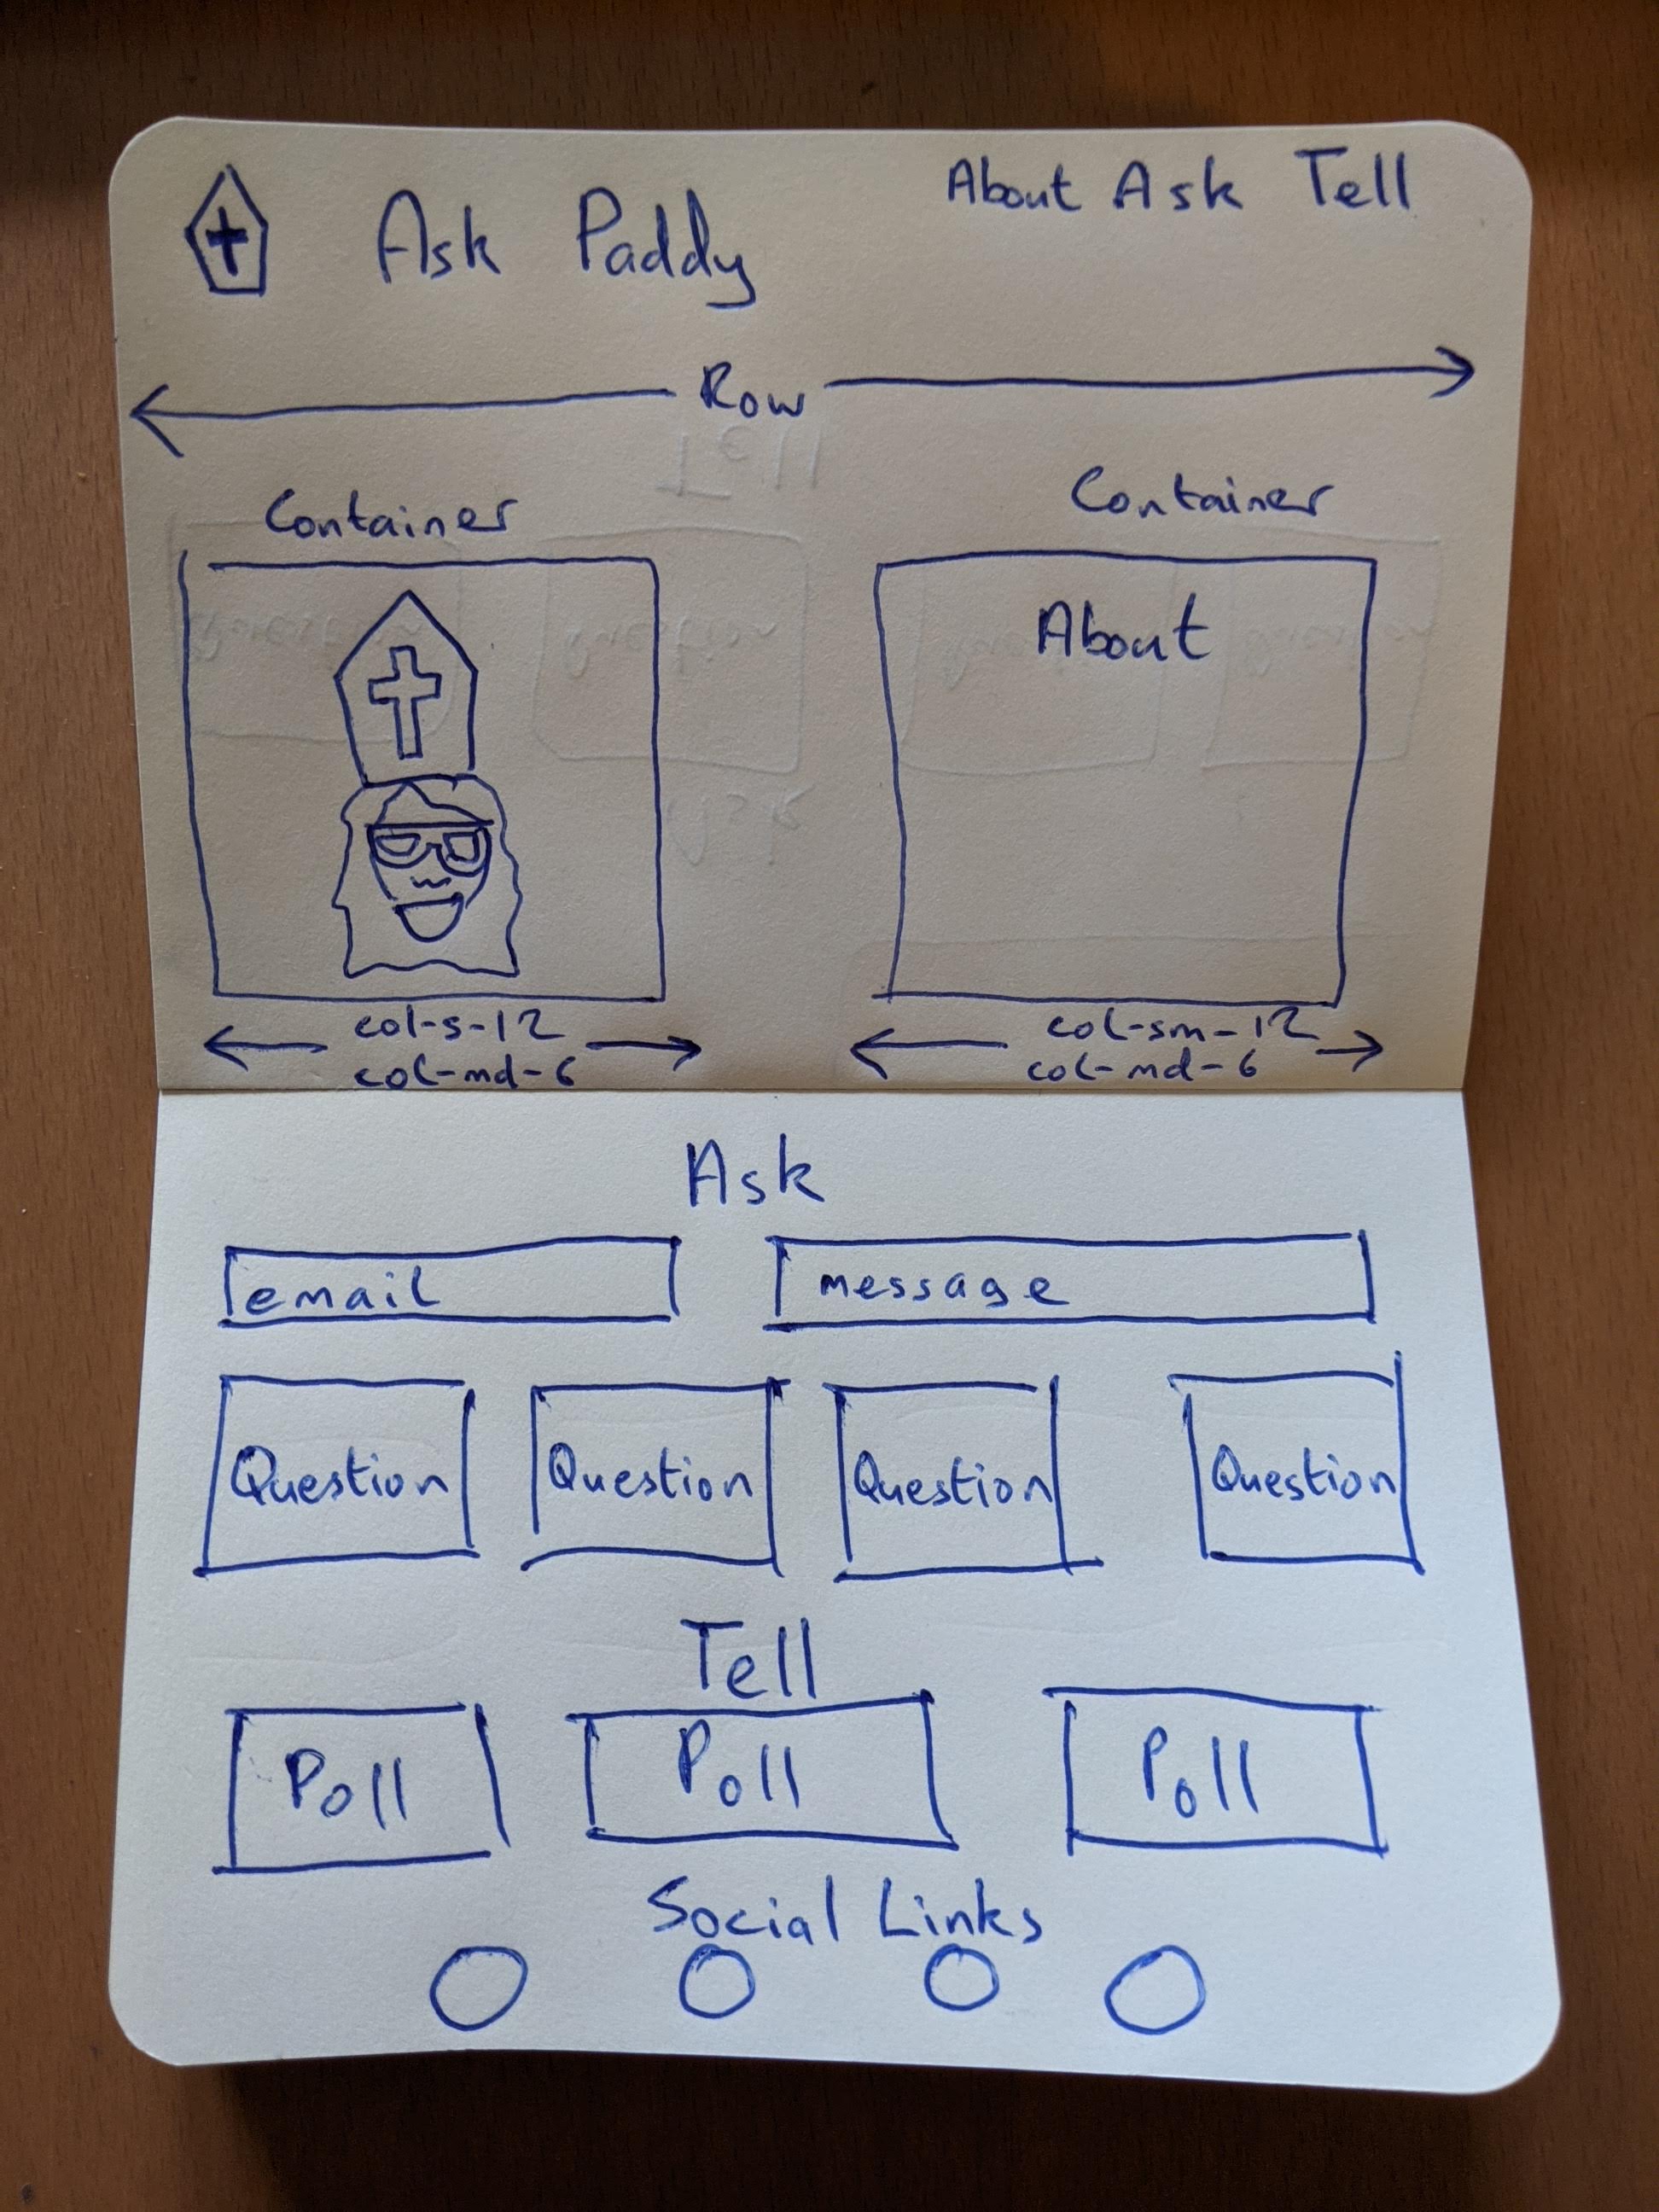 Ask Paddy
About Ask Tell
Row
Container Container
About
col-s-12 col-sm-12
col-md-6 col-md-6
Ask
email message
Question Question Question Question
Tell
Poll Poll Poll
Social Links